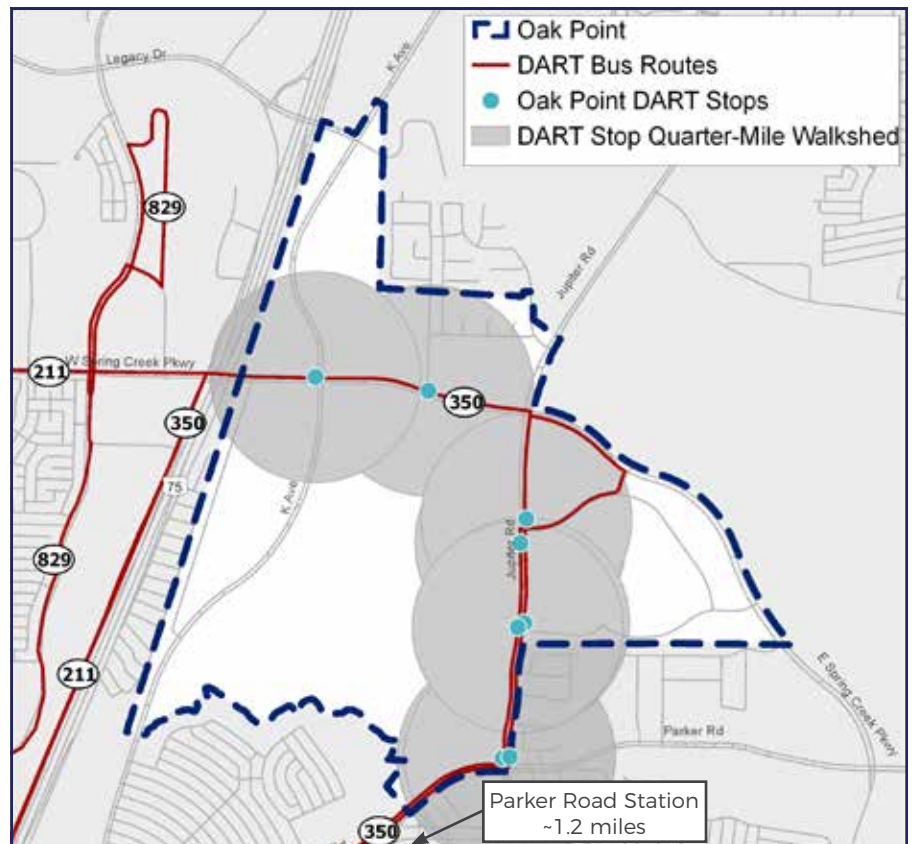 Oak Point
DART Bus Routes
Oak Point DART Stops
DART Stop Quarter-Mile Walkshed
Legacy Dr
K Ave
829
Jupiter Rd
W Spring Creek Pkwy
211
350
350
75
K Ave
Jupiter Rd
829
211
E Spring Creek Pkwy
Parker Rd
Parker Road Station
~1.2 miles
350